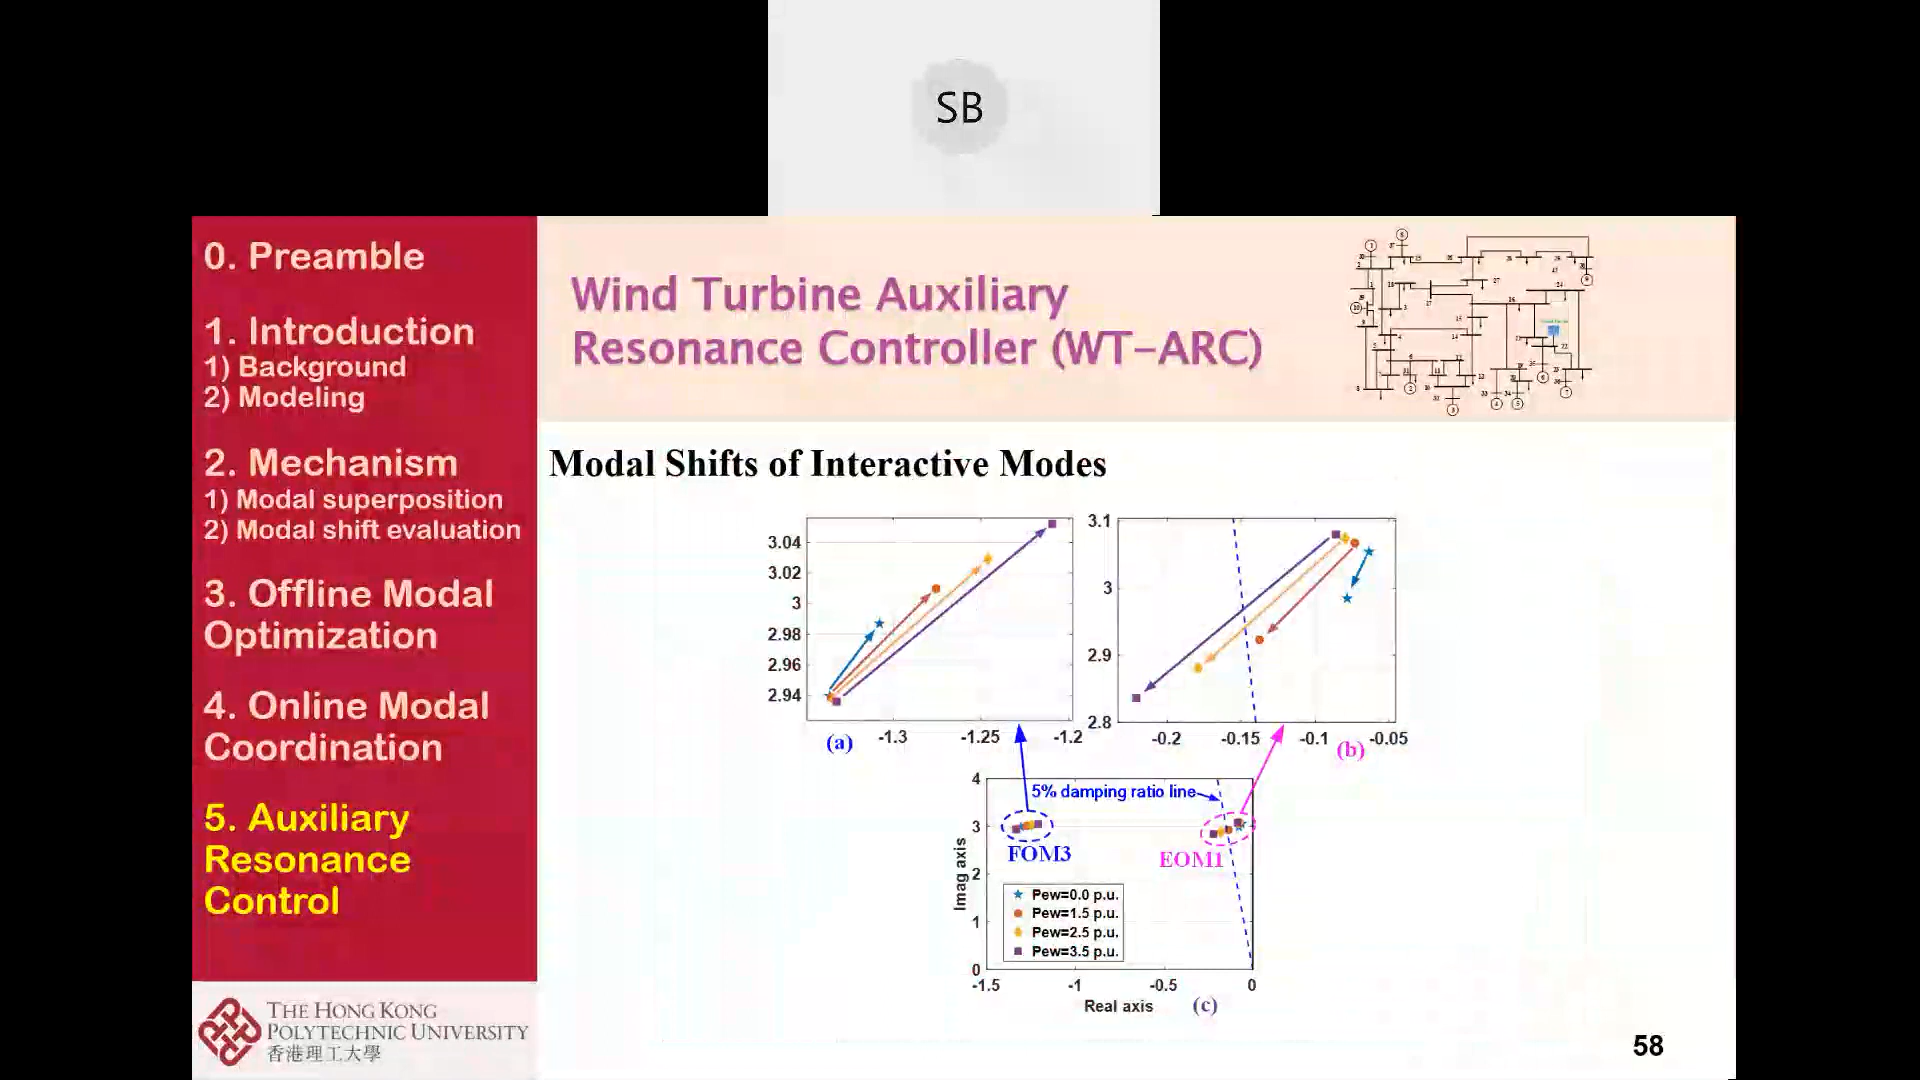 SB
0. Preamble
1. Introduction
1) Background
2) Modeling
2. Mechanism
1) Modal superposition
2) Modal shift evaluation
3. Offline Modal
Optimization
4. Online Modal
Coordination
5. Auxiliary
Resonance
Control
THE HONG KONG
POLYTECHNIC UNIVERSITY
香港理工大學
Wind Turbine Auxiliary
Resonance Controller (WT-ARC)
Modal Shifts of Interactive Modes
3.04
3.02
3
2.98
2.96
2.94
(a)
-1.3
-1.25
-1.2
3.1
3
2.9
2.8
-0.2
-0.15
-0.1
(b)
-0.05
4
3
2
1
0
Imag axis
5% damping ratio line
FOM3
EOM1
Pew=0.0 p.u.
Pew=1.5 p.u.
Pew=2.5 p.u.
Pew=3.5 p.u.
-1.5
-1
-0.5
0
Real axis
(c)
58